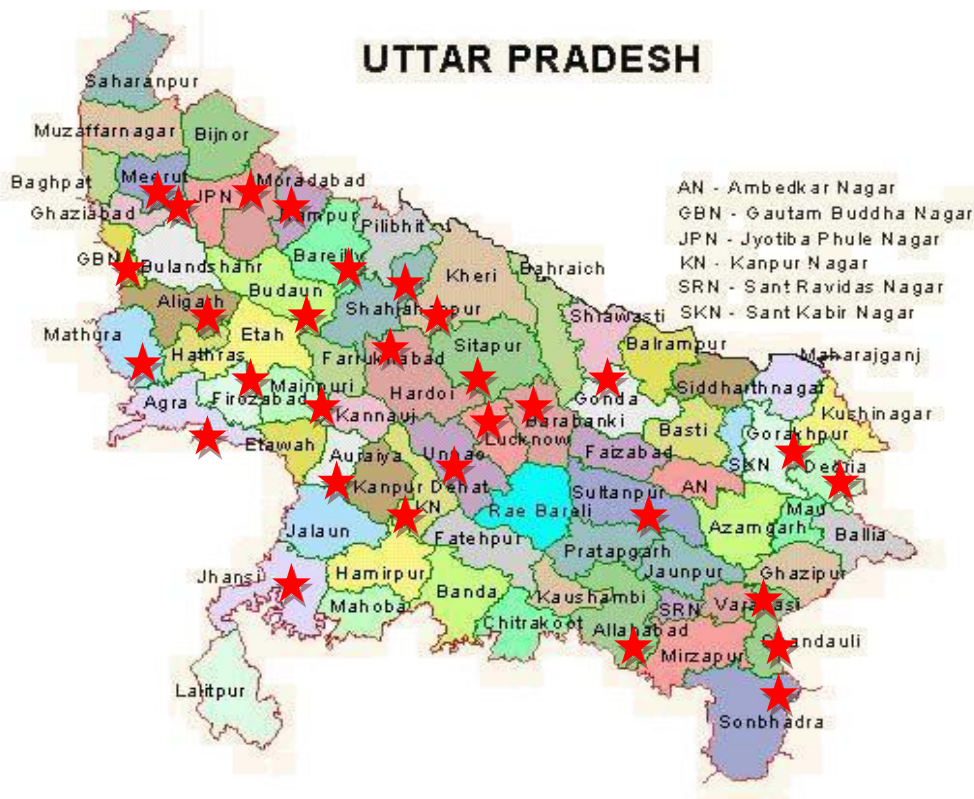 UTTAR PRADESH
Saharanpur
Muzaffarnagar
Bijnor
Baghpat
Meerut
JPN
Moradabad
AN - Ambedkar Nagar
GBN - Gautam Buddha Nagar
JPN - Jyotiba Phule Nagar
KN - Kanpur Nagar
SRN - Sant Ravidas Nagar
SKN - Sant Kabir Nagar
Ghaziabad
Pilibhit
GBN
Bulandshahr
Bareilly
Kheri
Bahraich
Budaun
Aligarh
Shahjahanpur
Shrawasti
Mathura
Etah
Hathras
Farrukhabad
Sitapur
Balrampur
Maharajganj
Siddharthnagar
Agra
Firozabad
Mainpuri
Hardoi
Gonda
Kushinagar
Kannauj
Barabanki
Basti
Gorakhpur
Etawah
Auraiya
Unnao
Lucknow
Faizabad
SKN
Deoria
Kanpur Dehat
KN
Rae Bareli
Sultanpur
AN
Mau
Jalaun
Fatehpur
Azamgarh
Ballia
Pratapgarh
Jhansi
Hamirpur
Banda
Kaushambi
Jaunpur
Ghazipur
Mahoba
Chitrakoot
SRN
Varanasi
Allahabad
Mirzapur
Chandauli
Lalitpur
Sonbhadra